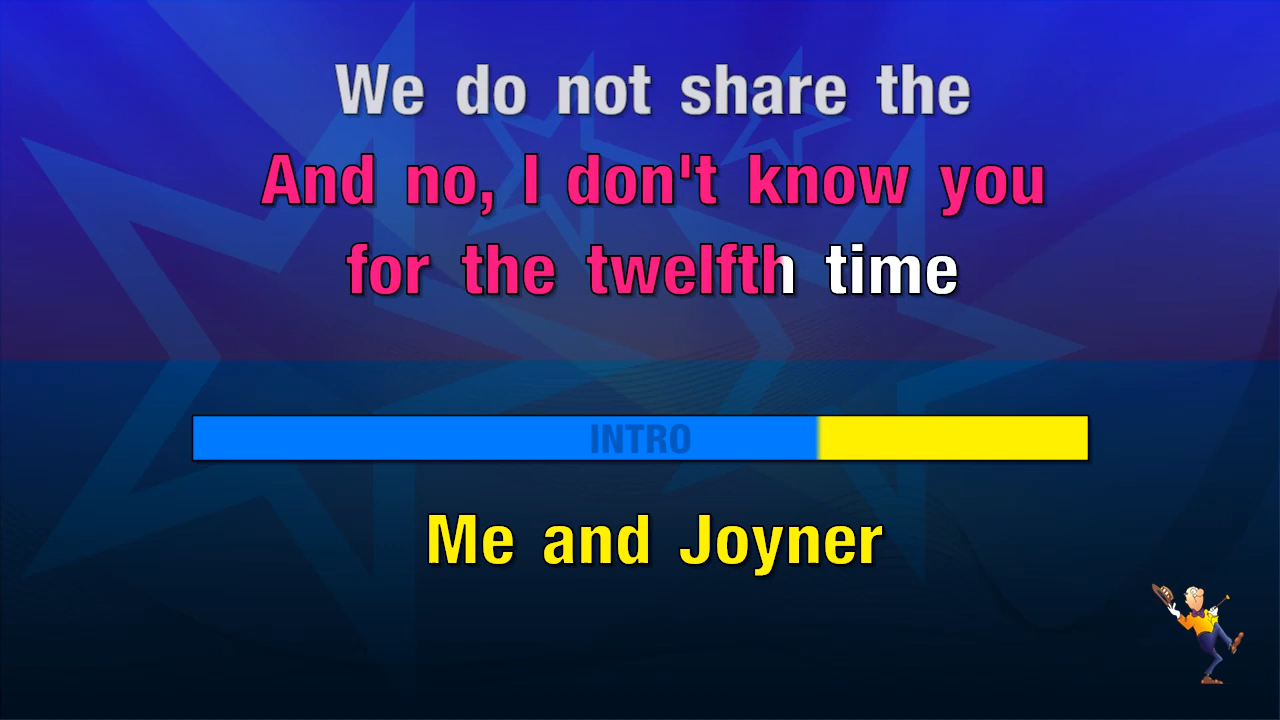 We do not share the
And no, I don't know you
for the twelfth time
INTRO
Me and Joyner